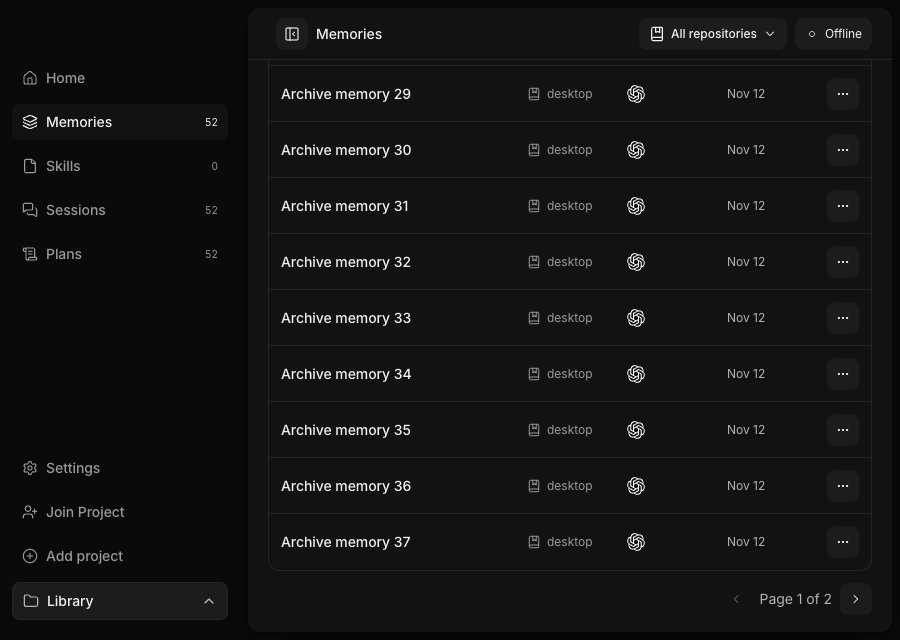 Memories
All repositories
Offline
Home
Memories 52
Skills 0
Sessions 52
Plans 52
Settings
Join Project
Add project
Library
Archive memory 29 desktop Nov 12
Archive memory 30 desktop Nov 12
Archive memory 31 desktop Nov 12
Archive memory 32 desktop Nov 12
Archive memory 33 desktop Nov 12
Archive memory 34 desktop Nov 12
Archive memory 35 desktop Nov 12
Archive memory 36 desktop Nov 12
Archive memory 37 desktop Nov 12
Page 1 of 2